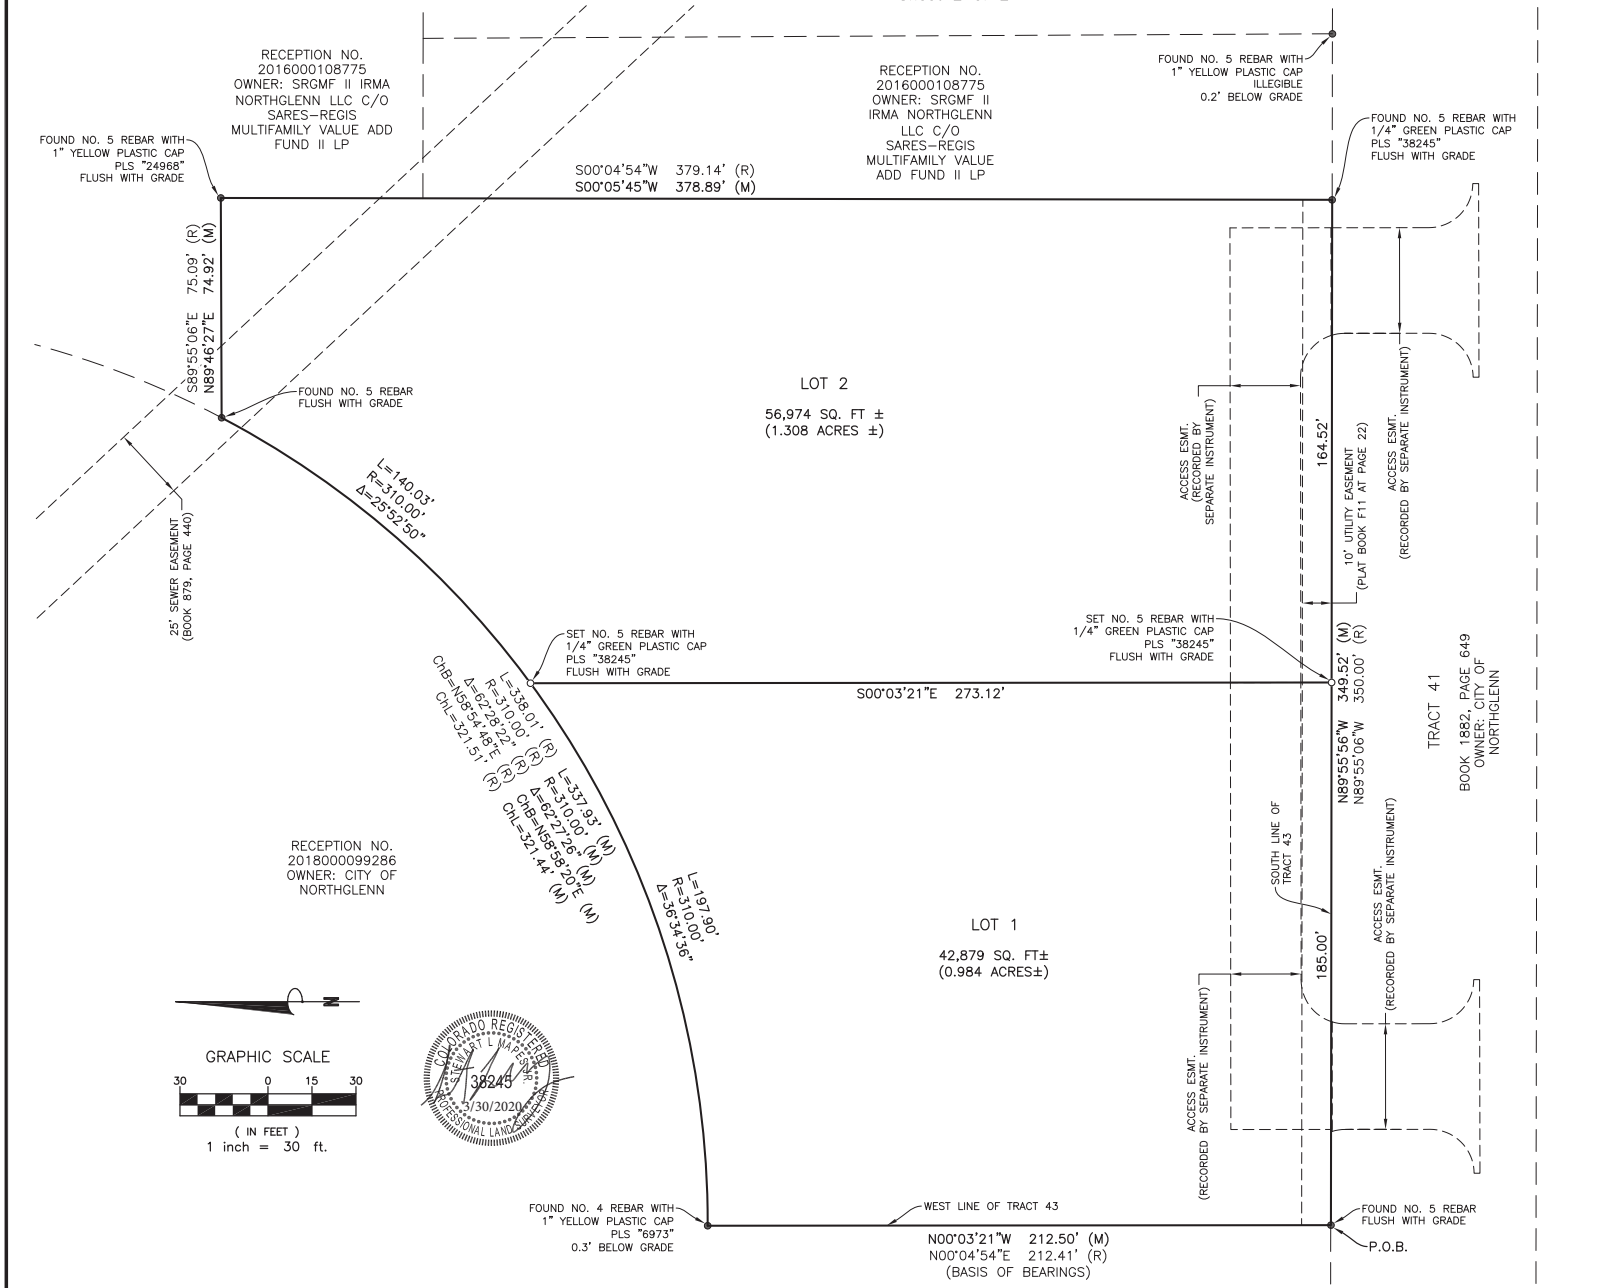 RECEPTION NO.
2016000108775
OWNER: SRGMF II IRMA
NORTHGLENN LLC C/O
SARES-REGIS
MULTIFAMILY VALUE ADD
FUND II LP
RECEPTION NO.
2016000108775
OWNER: SRGMF II
IRMA NORTHGLENN
LLC C/O
SARES-REGIS
MULTIFAMILY VALUE
ADD FUND II LP
FOUND NO. 5 REBAR WITH
1" YELLOW PLASTIC CAP
ILLEGIBLE
0.2' BELOW GRADE
FOUND NO. 5 REBAR WITH
1/4" GREEN PLASTIC CAP
PLS "38245"
FLUSH WITH GRADE
FOUND NO. 5 REBAR WITH
1" YELLOW PLASTIC CAP
PLS "24968"
FLUSH WITH GRADE
S00°04'54"W 379.14' (R)
S00°05'45"W 378.89' (M)
S89°55'06"E 75.09' (R)
N89°46'27"E 74.92' (M)
FOUND NO. 5 REBAR
FLUSH WITH GRADE
LOT 2
56,974 SQ. FT ±
(1.308 ACRES ±)
L=140.03'
R=310.00'
Δ=25°52'50"
25' SEWER EASEMENT
(BOOK 879, PAGE 440)
ACCESS ESMT.
(RECORDED BY
SEPARATE INSTRUMENT)
164.52'
10' UTILITY EASEMENT
(PLAT BOOK F11 AT PAGE 22)
ACCESS ESMT.
(RECORDED BY SEPARATE INSTRUMENT)
SET NO. 5 REBAR WITH
1/4" GREEN PLASTIC CAP
PLS "38245"
FLUSH WITH GRADE
SET NO. 5 REBAR WITH
1/4" GREEN PLASTIC CAP
PLS "38245"
FLUSH WITH GRADE
S00°03'21"E 273.12'
N89°55'56"W 349.52' (M)
N89°55'06"W 350.00' (R)
TRACT 41
BOOK 1882, PAGE 649
OWNER: CITY OF
NORTHGLENN
L=338.01' (R)
R=310.00' (R)
Δ=62°28'22" (R)
ChB=N58°54'48"E (R)
ChL=321.51' (R)
L=337.93' (M)
R=310.00' (M)
Δ=62°27'26" (M)
ChB=N58°58'20"E (M)
ChL=321.44' (M)
L=197.90'
R=310.00'
Δ=36°34'36"
RECEPTION NO.
2018000099286
OWNER: CITY OF
NORTHGLENN
SOUTH LINE OF
TRACT 43
LOT 1
42,879 SQ. FT±
(0.984 ACRES±)
185.00'
ACCESS ESMT.
(RECORDED BY SEPARATE INSTRUMENT)
ACCESS ESMT.
(RECORDED BY SEPARATE INSTRUMENT)
N
GRAPHIC SCALE
30 0 15 30
( IN FEET )
1 inch = 30 ft.
COLORADO REGISTERED
STEWART L MAPES JR.
38245
3/30/2020
PROFESSIONAL LAND SURVEYOR
FOUND NO. 4 REBAR WITH
1" YELLOW PLASTIC CAP
PLS "6973"
0.3' BELOW GRADE
WEST LINE OF TRACT 43
N00°03'21"W 212.50' (M)
N00°04'54"E 212.41' (R)
(BASIS OF BEARINGS)
FOUND NO. 5 REBAR
FLUSH WITH GRADE
P.O.B.